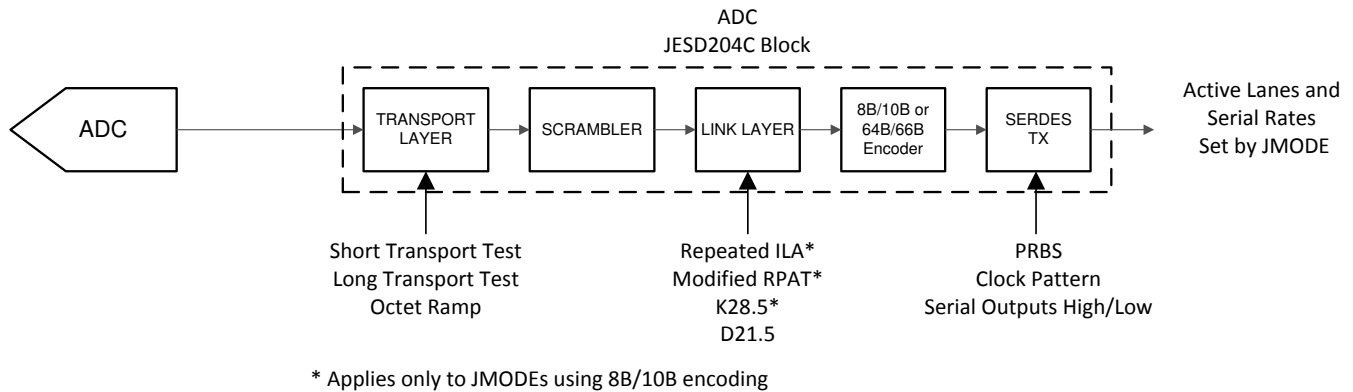 ADC
JESD204C Block
ADC
TRANSPORT
LAYER
SCRAMBLER
LINK LAYER
8B/10B or
64B/66B
Encoder
SERDES
TX
Active Lanes and
Serial Rates
Set by JMODE
Short Transport Test
Long Transport Test
Octet Ramp
Repeated ILA*
Modified RPAT*
K28.5*
D21.5
PRBS
Clock Pattern
Serial Outputs High/Low
* Applies only to JMODEs using 8B/10B encoding